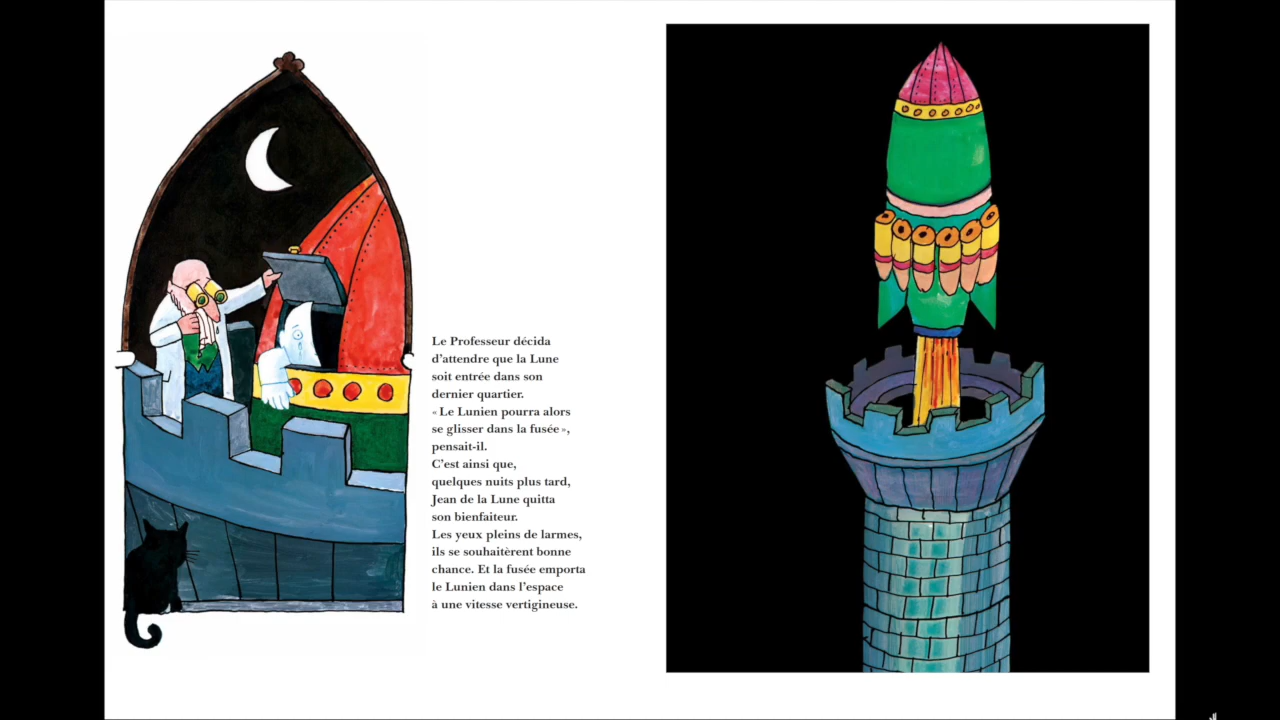 Le Professeur décida
d'attendre que la Lune
soit entrée dans son
dernier quartier.
« Le Lunien pourra alors
se glisser dans la fusée »,
pensait-il.
C'est ainsi que,
quelques nuits plus tard,
Jean de la Lune quitta
son bienfaiteur.
Les yeux pleins de larmes,
ils se souhaitèrent bonne
chance. Et la fusée emporta
le Lunien dans l'espace
à une vitesse vertigineuse.